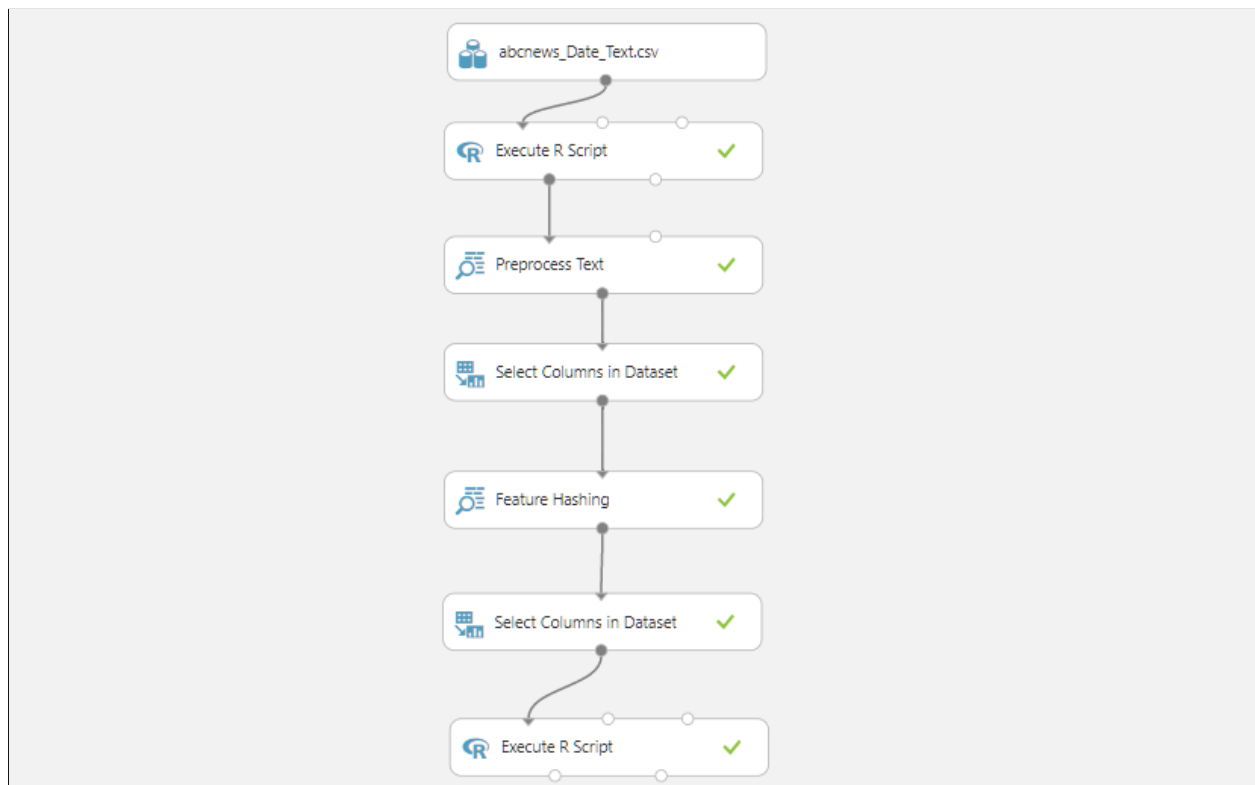 abcnews_Date_Text.csv
Execute R Script
Preprocess Text
Select Columns in Dataset
Feature Hashing
Select Columns in Dataset
Execute R Script